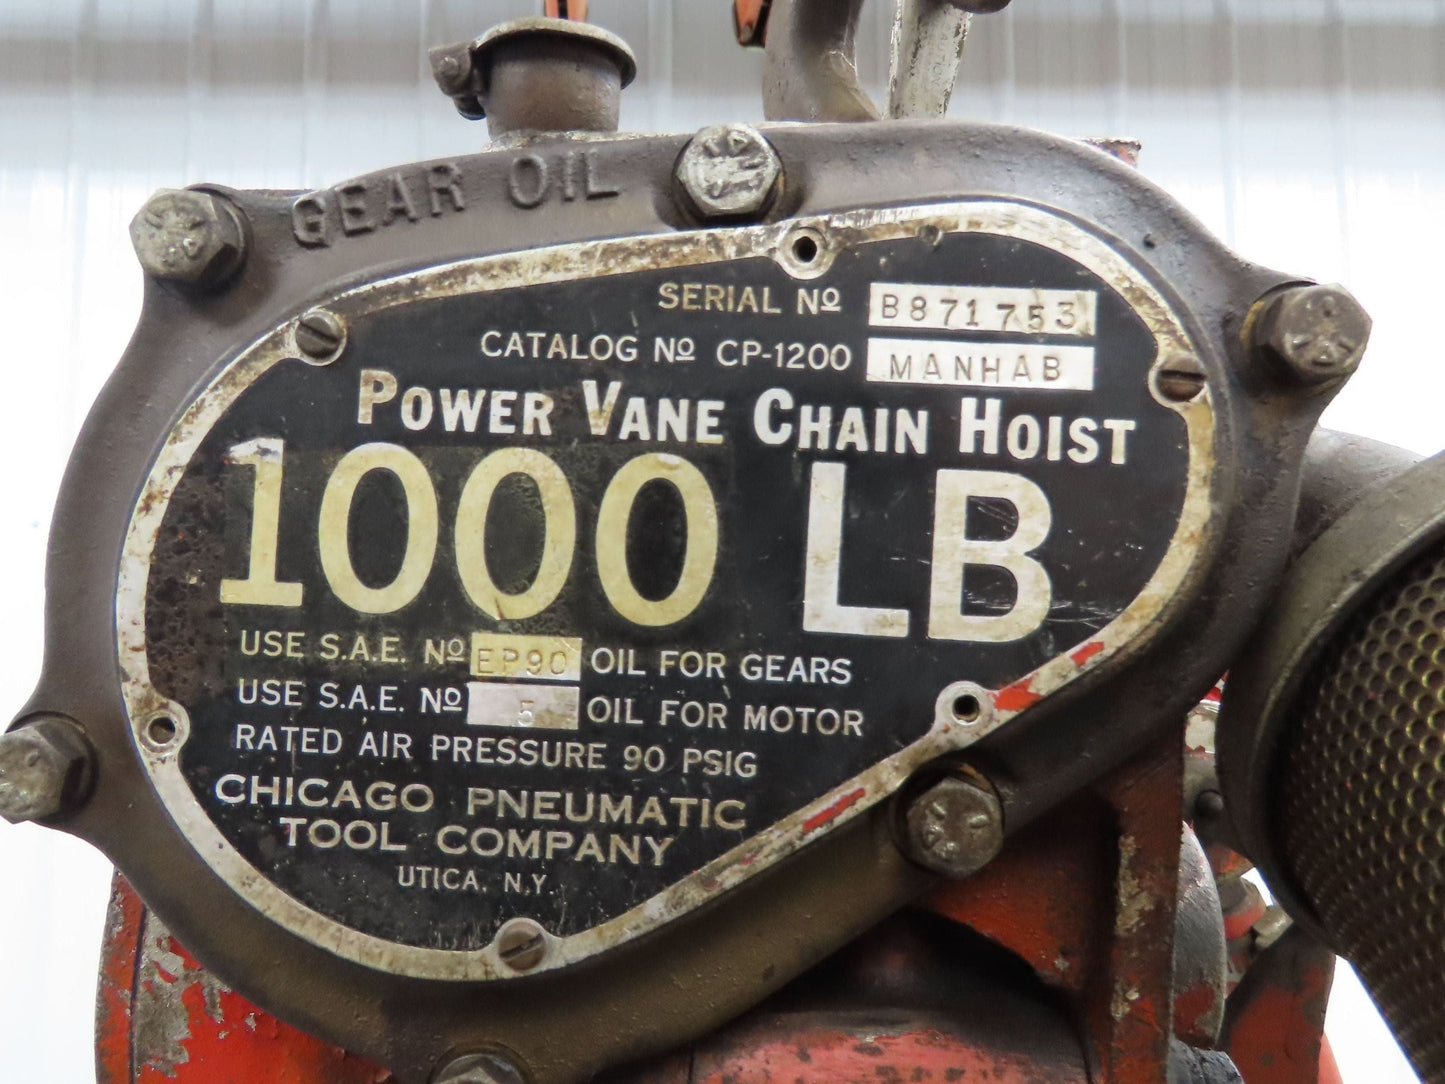 GEAR OIL
SERIAL Nº B871753
CATALOG Nº CP-1200 MANHAB
POWER VANE CHAIN HOIST
1000 LB
USE S.A.E. Nº EP90 OIL FOR GEARS
USE S.A.E. Nº 5 OIL FOR MOTOR
RATED AIR PRESSURE 90 PSIG
CHICAGO PNEUMATIC
TOOL COMPANY
UTICA, N.Y.